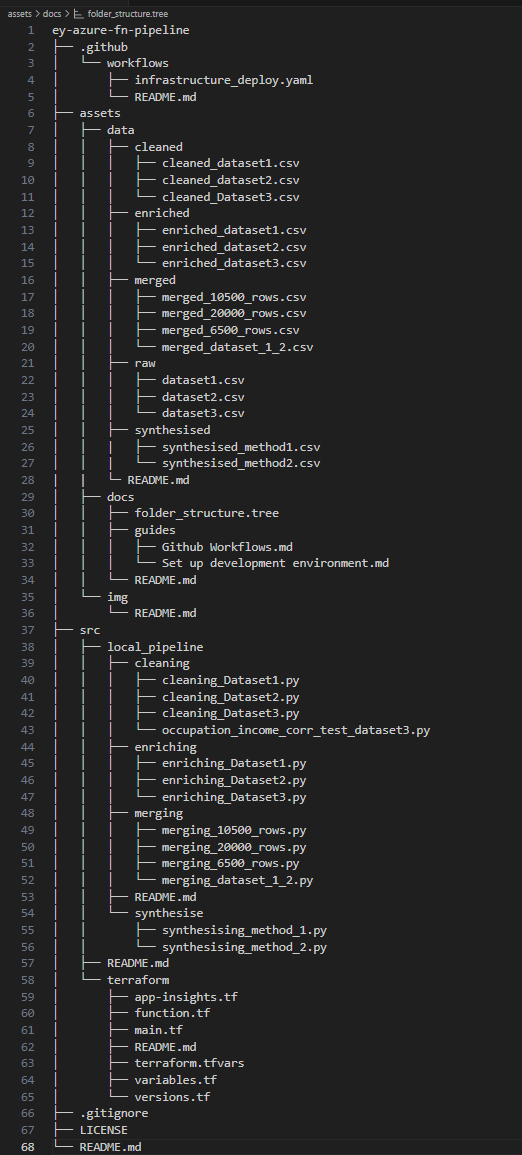 assets > docs > folder_structure.tree
1 ey-azure-fn-pipeline
2 ├── .github
3 │   └── workflows
4 │       ├── infrastructure_deploy.yaml
5 │       └── README.md
6 ├── assets
7 │   ├── data
8 │   │   ├── cleaned
9 │   │   │   ├── cleaned_dataset1.csv
10 │   │   │   ├── cleaned_dataset2.csv
11 │   │   │   └── cleaned_Dataset3.csv
12 │   │   ├── enriched
13 │   │   │   ├── enriched_dataset1.csv
14 │   │   │   ├── enriched_dataset2.csv
15 │   │   │   └── enriched_dataset3.csv
16 │   │   ├── merged
17 │   │   │   ├── merged_10500_rows.csv
18 │   │   │   ├── merged_20000_rows.csv
19 │   │   │   ├── merged_6500_rows.csv
20 │   │   │   └── merged_dataset_1_2.csv
21 │   │   ├── raw
22 │   │   │   ├── dataset1.csv
23 │   │   │   ├── dataset2.csv
24 │   │   │   └── dataset3.csv
25 │   │   ├── synthesised
26 │   │   │   ├── synthesised_method1.csv
27 │   │   │   └── synthesised_method2.csv
28 │   │   └─ README.md
29 │   ├── docs
30 │   │   ├── folder_structure.tree
31 │   │   ├── guides
32 │   │   │   ├── Github Workflows.md
33 │   │   │   └── Set up development environment.md
34 │   │   └── README.md
35 │   └── img
36 │       └── README.md
37 ├── src
38 │   ├── local_pipeline
39 │   │   ├── cleaning
40 │   │   │   ├── cleaning_Dataset1.py
41 │   │   │   ├── cleaning_Dataset2.py
42 │   │   │   ├── cleaning_Dataset3.py
43 │   │   │   └── occupation_income_corr_test_dataset3.py
44 │   │   ├── enriching
45 │   │   │   ├── enriching_Dataset1.py
46 │   │   │   ├── enriching_Dataset2.py
47 │   │   │   └── enriching_Dataset3.py
48 │   │   ├── merging
49 │   │   │   ├── merging_10500_rows.py
50 │   │   │   ├── merging_20000_rows.py
51 │   │   │   ├── merging_6500_rows.py
52 │   │   │   └── merging_dataset_1_2.py
53 │   │   ├── README.md
54 │   │   └── synthesise
55 │   │       ├── synthesising_method_1.py
56 │   │       └── synthesising_method_2.py
57 │   ├── README.md
58 │   └── terraform
59 │       ├── app-insights.tf
60 │       ├── function.tf
61 │       ├── main.tf
62 │       ├── README.md
63 │       ├── terraform.tfvars
64 │       ├── variables.tf
65 │       └── versions.tf
66 ├── .gitignore
67 ├── LICENSE
68 └── README.md